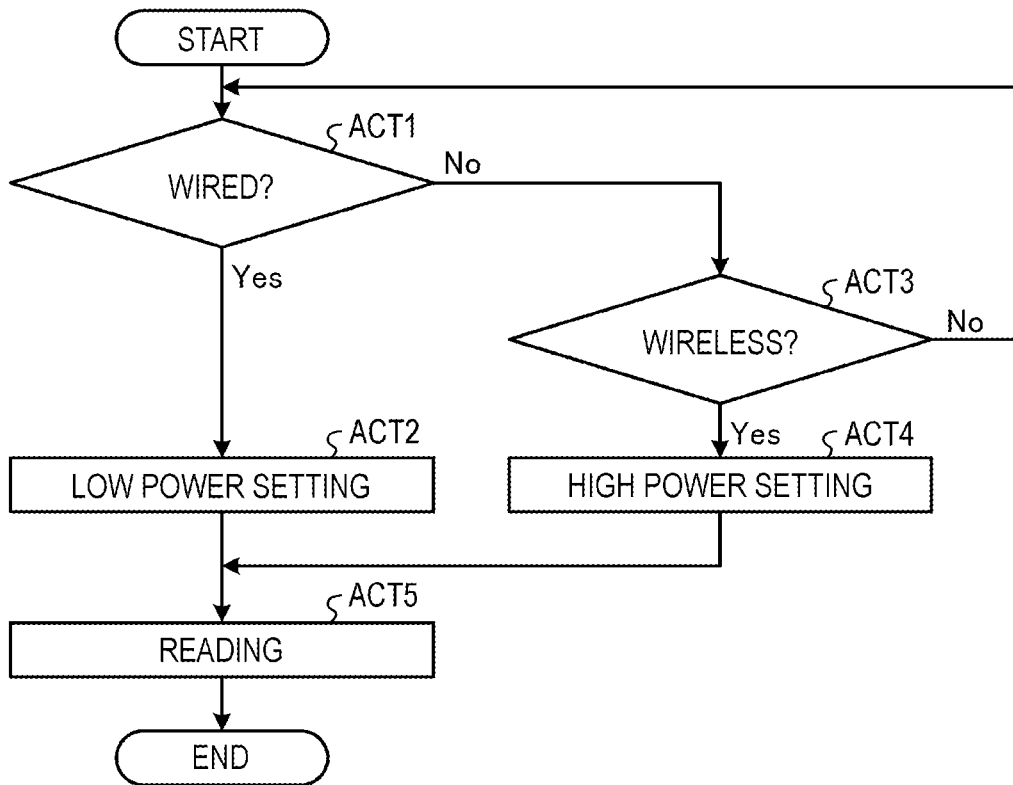 START
ACT1
WIRED?
No
Yes
ACT3
WIRELESS?
No
Yes
ACT2
LOW POWER SETTING
ACT4
HIGH POWER SETTING
ACT5
READING
END